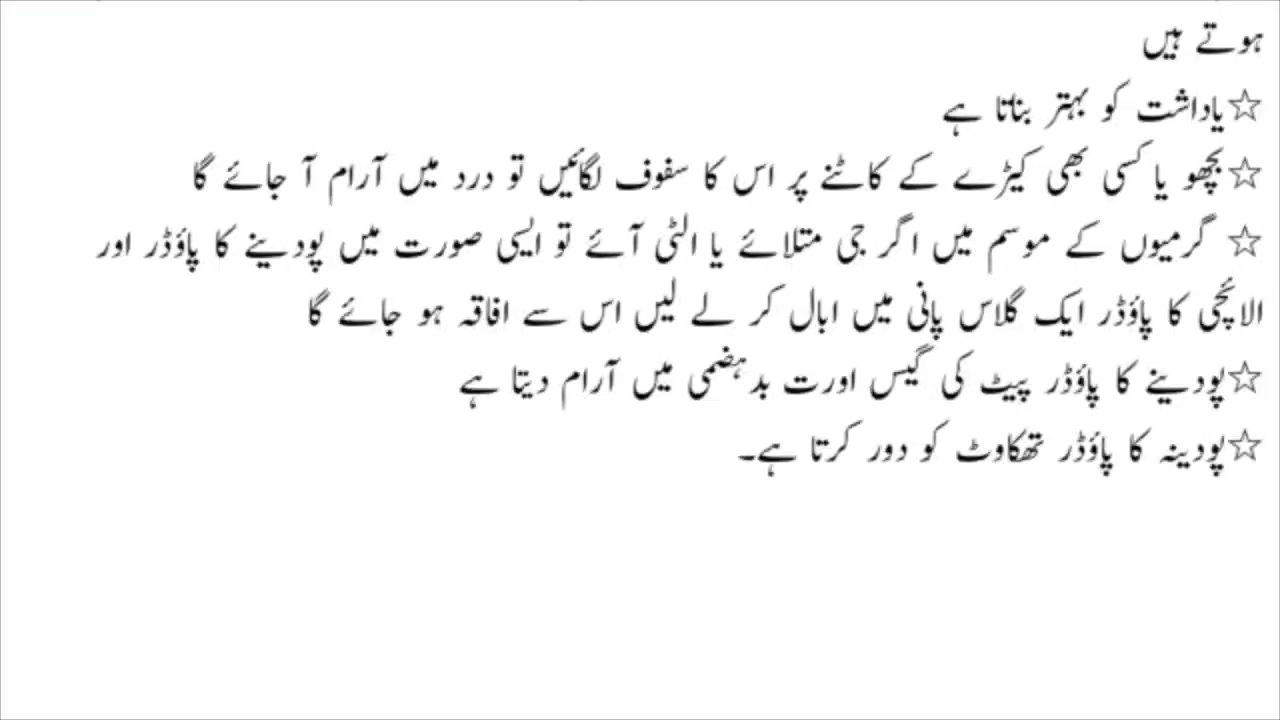 ہوتے ہیں
☆یاداشت کو بہتر بناتا ہے
☆بچھو یا کسی بھی کیڑے کے کاٹنے پر اس کا سفوف لگائیں تو درد میں آرام آ جائے گا
☆ گرمیوں کے موسم میں اگر جی متلائے یا الٹی آئے تو ایسی صورت میں پودینے کا پاؤڈر اور
الائچی کا پاؤڈر ایک گلاس پانی میں ابال کر لے لیں اس سے افاقہ ہو جائے گا
☆پودینے کا پاؤڈر پیٹ کی گیس اورت بدہضمی میں آرام دیتا ہے
☆پودینہ کا پاؤڈر تھکاوٹ کو دور کرتا ہے۔